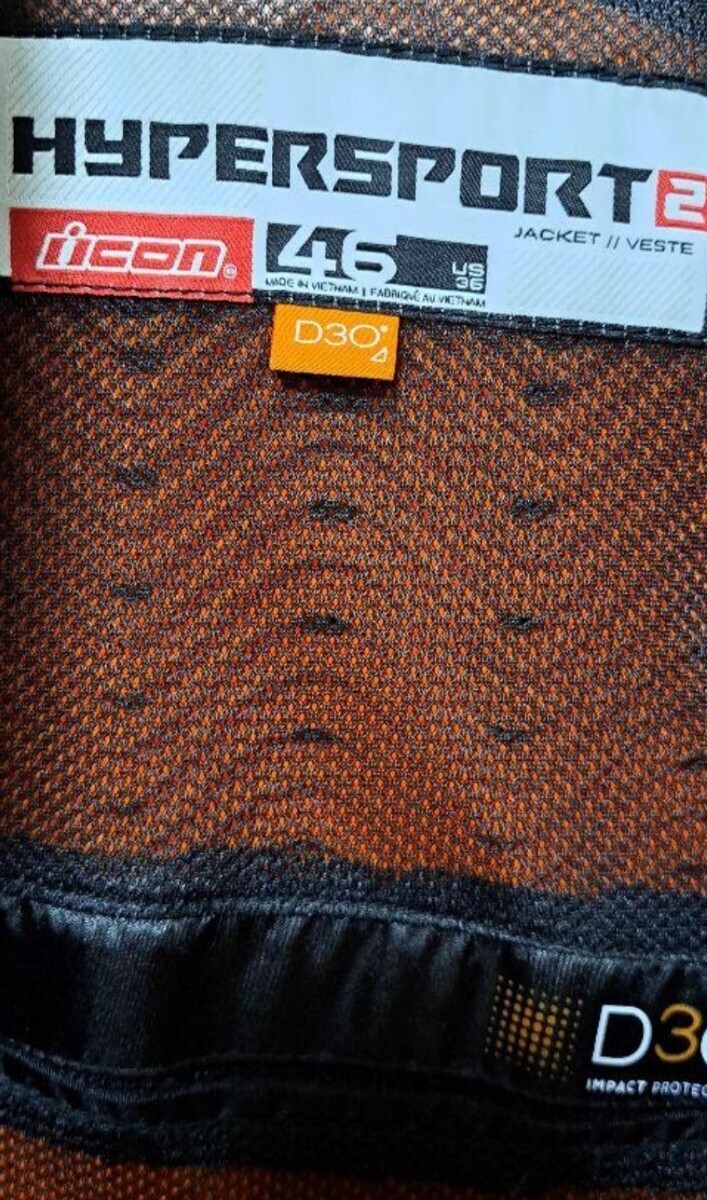 HYPERSPORT2
JACKET // VESTE
icon
46
US
36
MADE IN VIETNAM | FABRIQUÉ AU VIETNAM
D3O
D3
IMPACT PROTEC